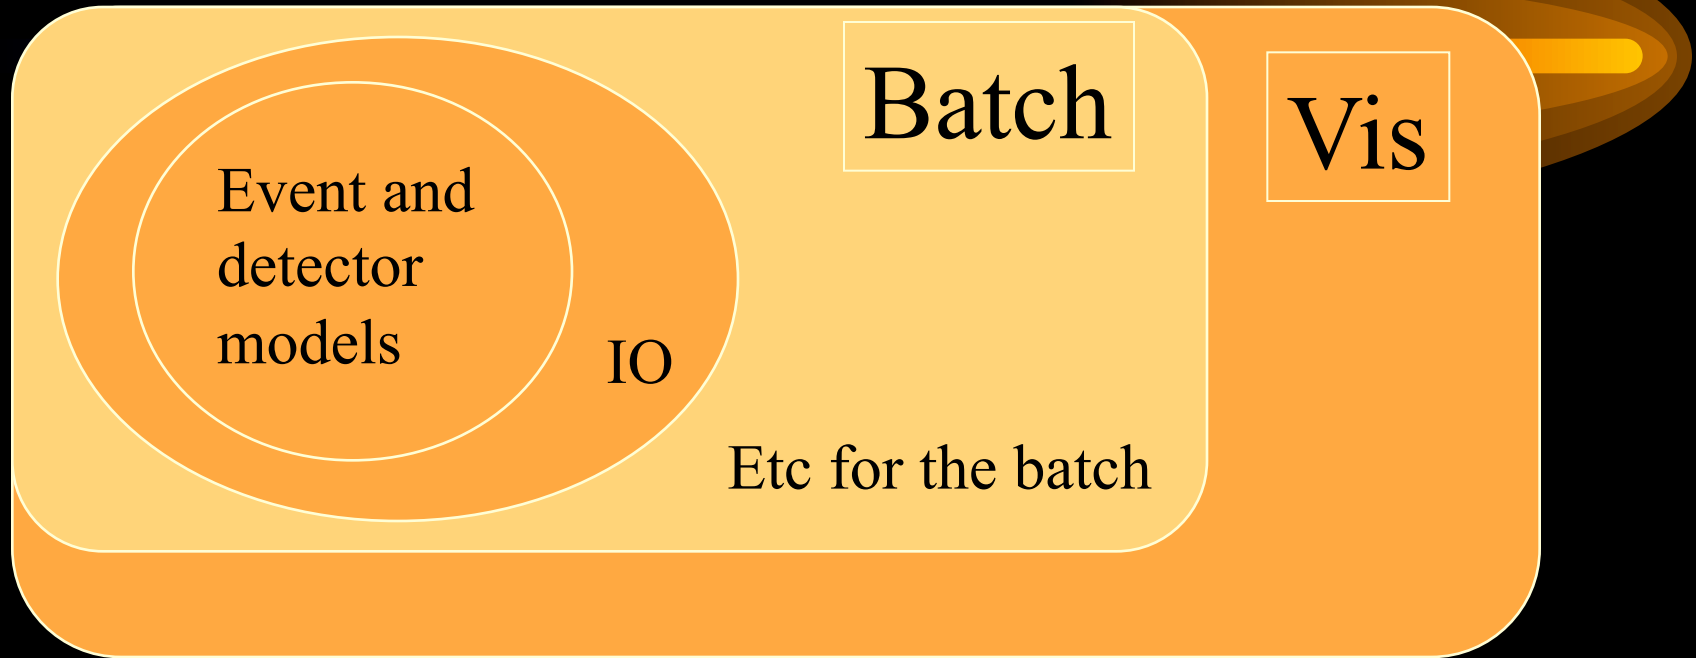 Batch
Vis
Event and
detector
models
IO
Etc for the batch